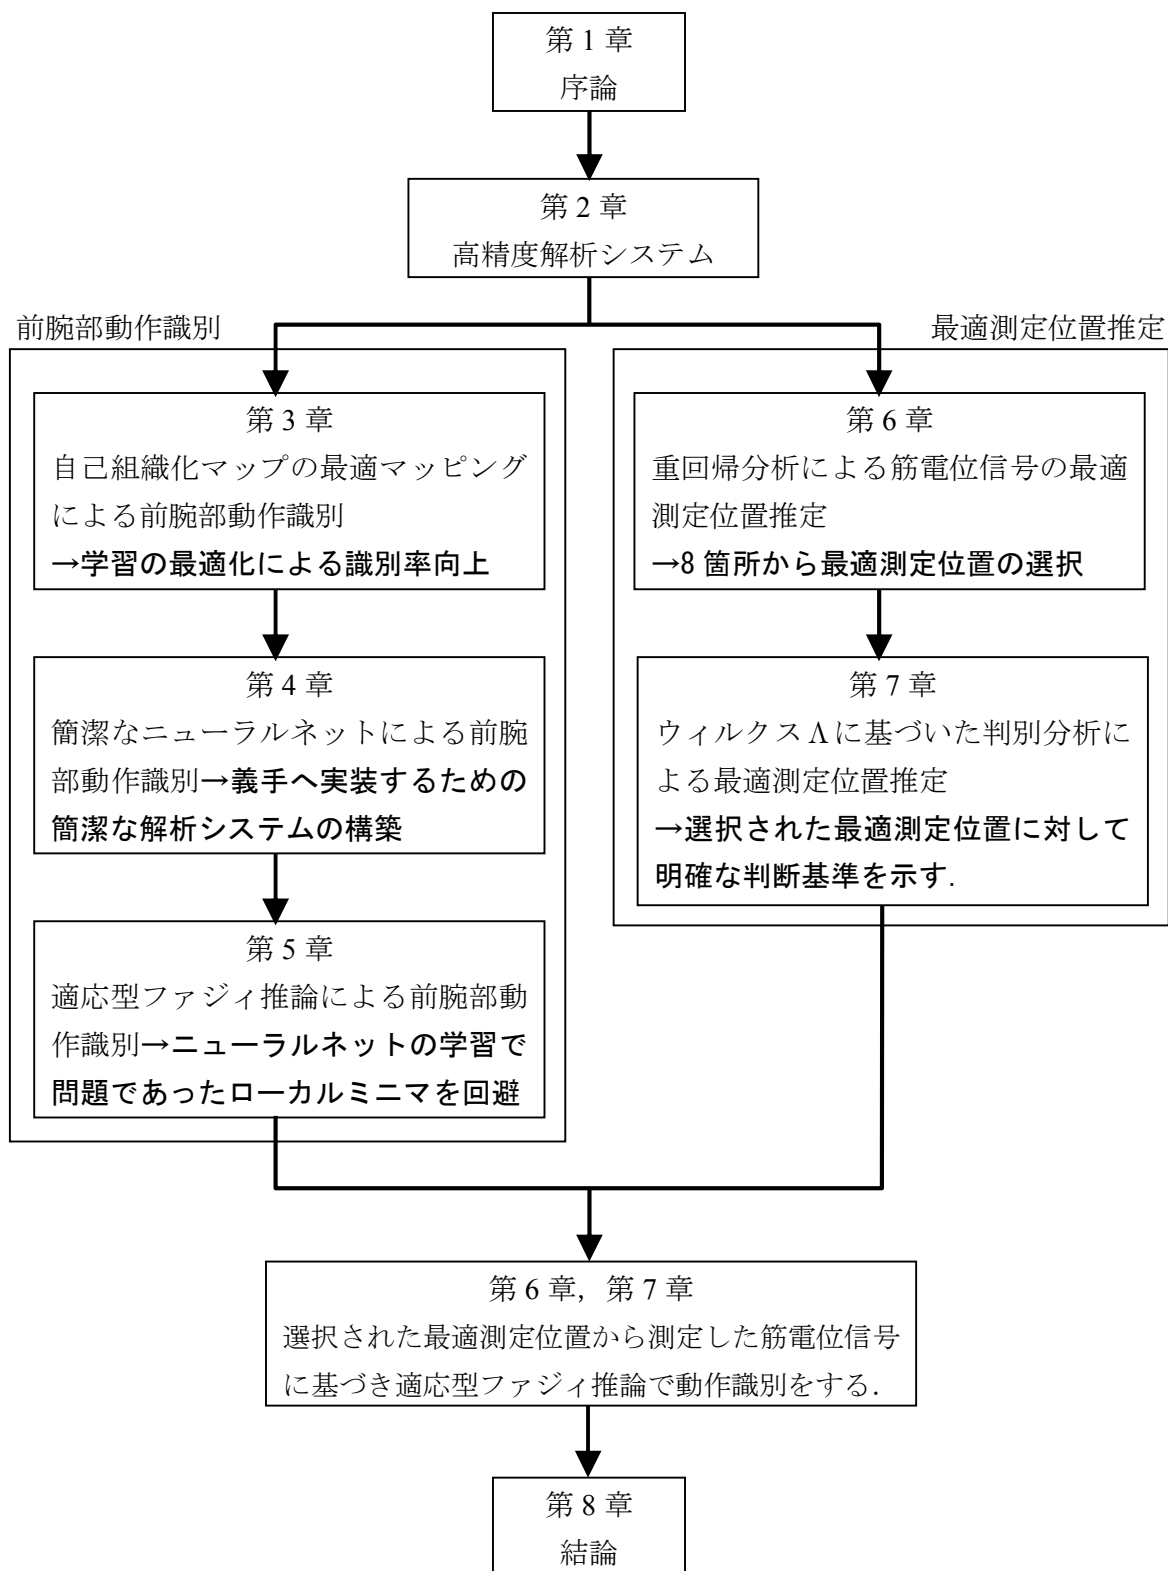 第 1 章
序論
第 2 章
高精度解析システム
前腕部動作識別
第 3 章
自己組織化マップの最適マッピング
による前腕部動作識別
→学習の最適化による識別率向上
第 4 章
簡潔なニューラルネットによる前腕
部動作識別→義手へ実装するための
簡潔な解析システムの構築
第 5 章
適応型ファジィ推論による前腕部動
作識別→ニューラルネットの学習で
問題であったローカルミニマを回避
最適測定位置推定
第 6 章
重回帰分析による筋電位信号の最適
測定位置推定
→8 箇所から最適測定位置の選択
第 7 章
ウィルクスΛに基づいた判別分析に
よる最適測定位置推定
→選択された最適測定位置に対して
明確な判断基準を示す.
第 6 章，第 7 章
選択された最適測定位置から測定した筋電位信号
に基づき適応型ファジィ推論で動作識別をする.
第 8 章
結論